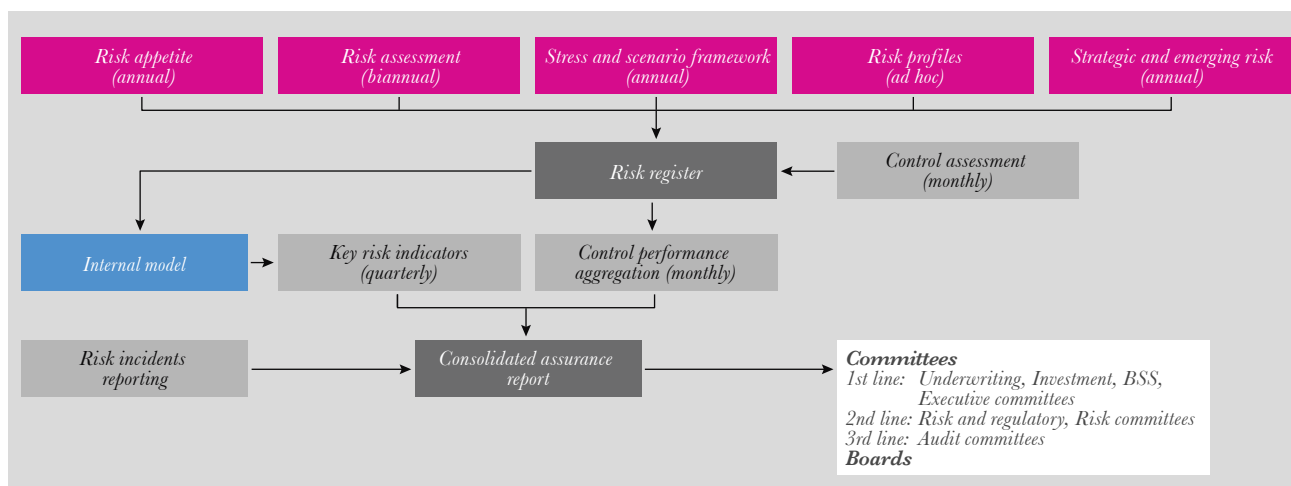 Risk appetite
(annual)
Risk assessment
(biannual)
Stress and scenario framework
(annual)
Risk profiles
(ad hoc)
Strategic and emerging risk
(annual)
Risk register
Control assessment
(monthly)
Internal model
Key risk indicators
(quarterly)
Control performance
aggregation (monthly)
Risk incidents
reporting
Consolidated assurance
report
Committees
1st line: Underwriting, Investment, BSS,
Executive committees
2nd line: Risk and regulatory, Risk committees
3rd line: Audit committees
Boards